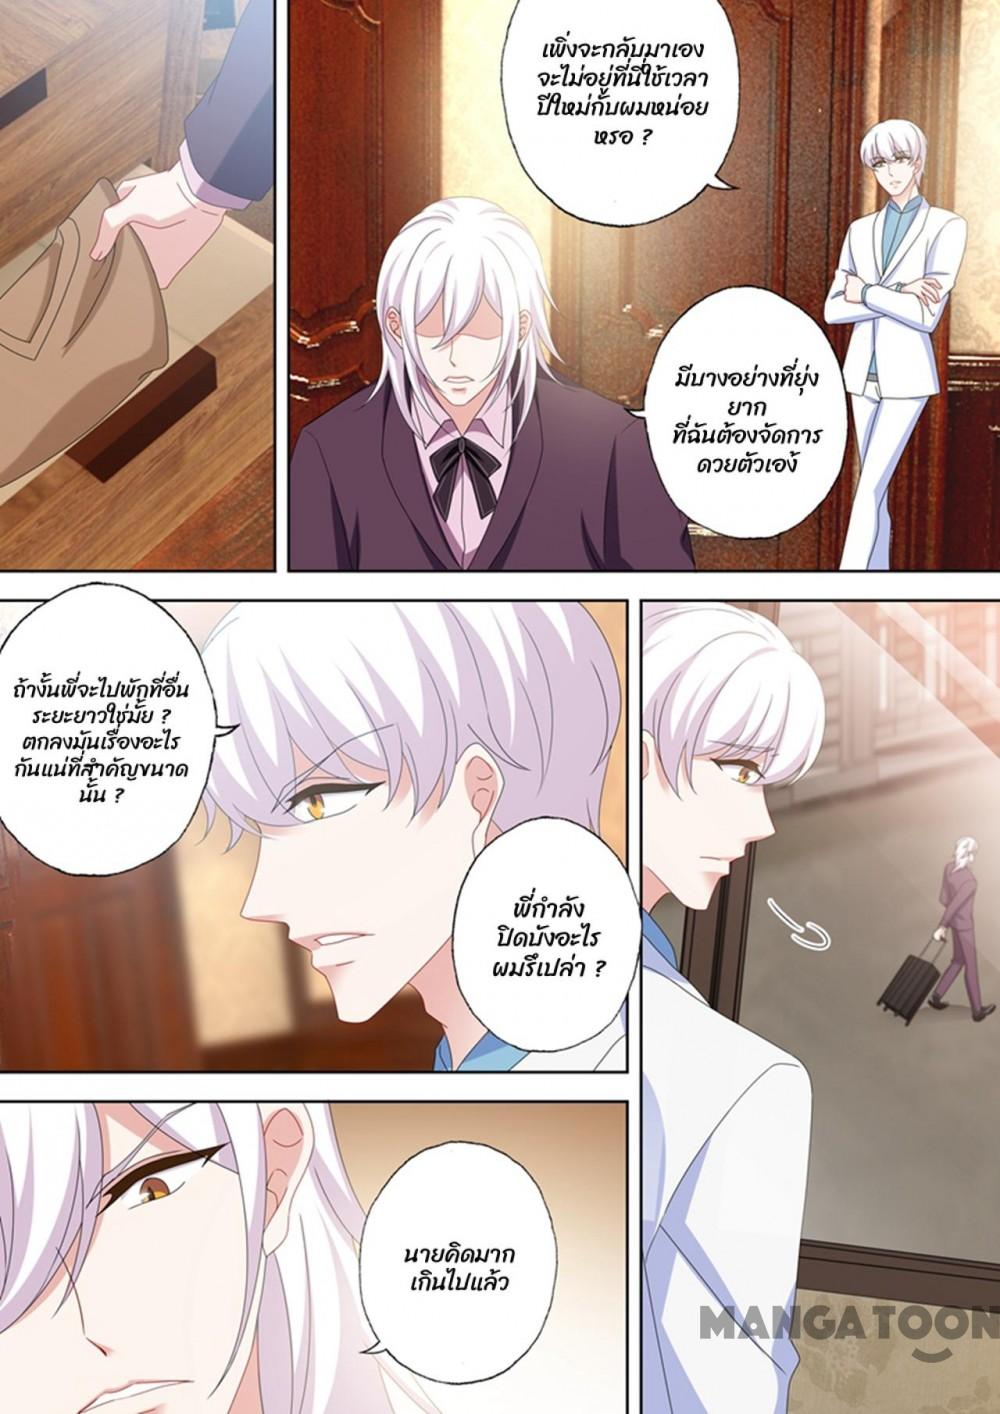 เพิ่งจะกลับมาเอง
จะไม่อยู่ที่นี่ใช้เวลา
ปีใหม่กับผมหน่อย
หรอ ?
มีบางอย่างที่ยุ่ง
ยาก
ที่ฉันต้องจัดการ
ดวยตัวเอง้
ถ้างั้นพี่จะไปพักที่อื่น
ระยะยาวใช่มั้ย ?
ตกลงมันเรื่องอะไร
กันแน่ที่สำคัญขนาด
นั้น ?
พี่กำลัง
ปิดบังอะไร
ผมรึเปล่า ?
นายคิดมาก
เกินไปแล้ว
MANGATOON